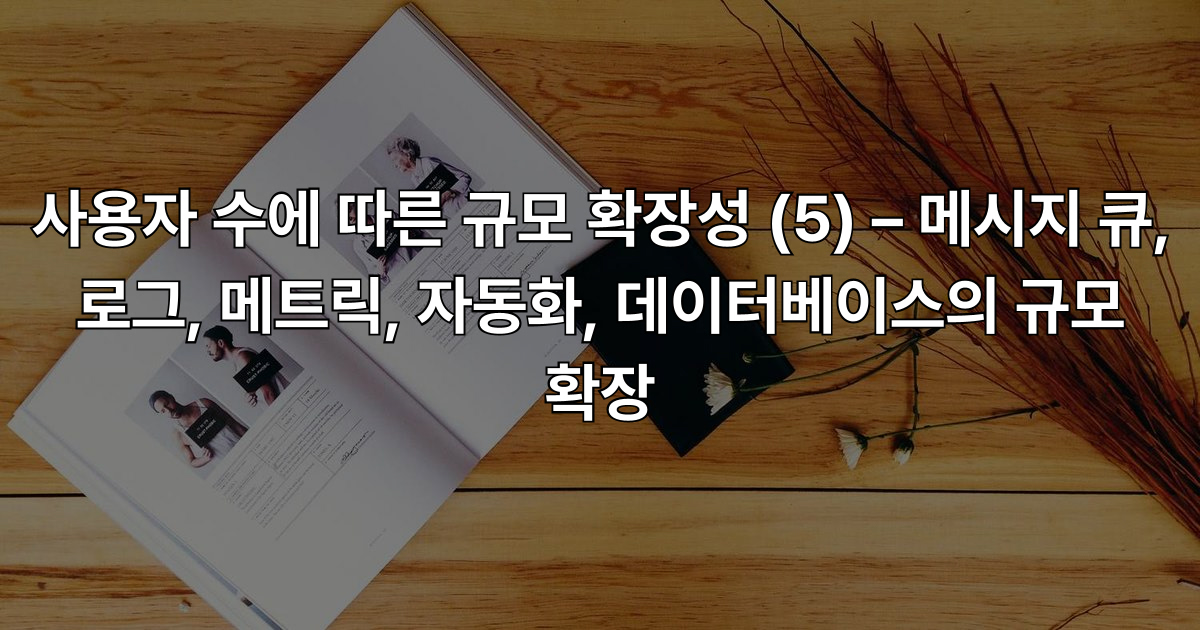 사용자 수에 따른 규모 확장성 (5) – 메시지 큐,
로그, 메트릭, 자동화, 데이터베이스의 규모
확장